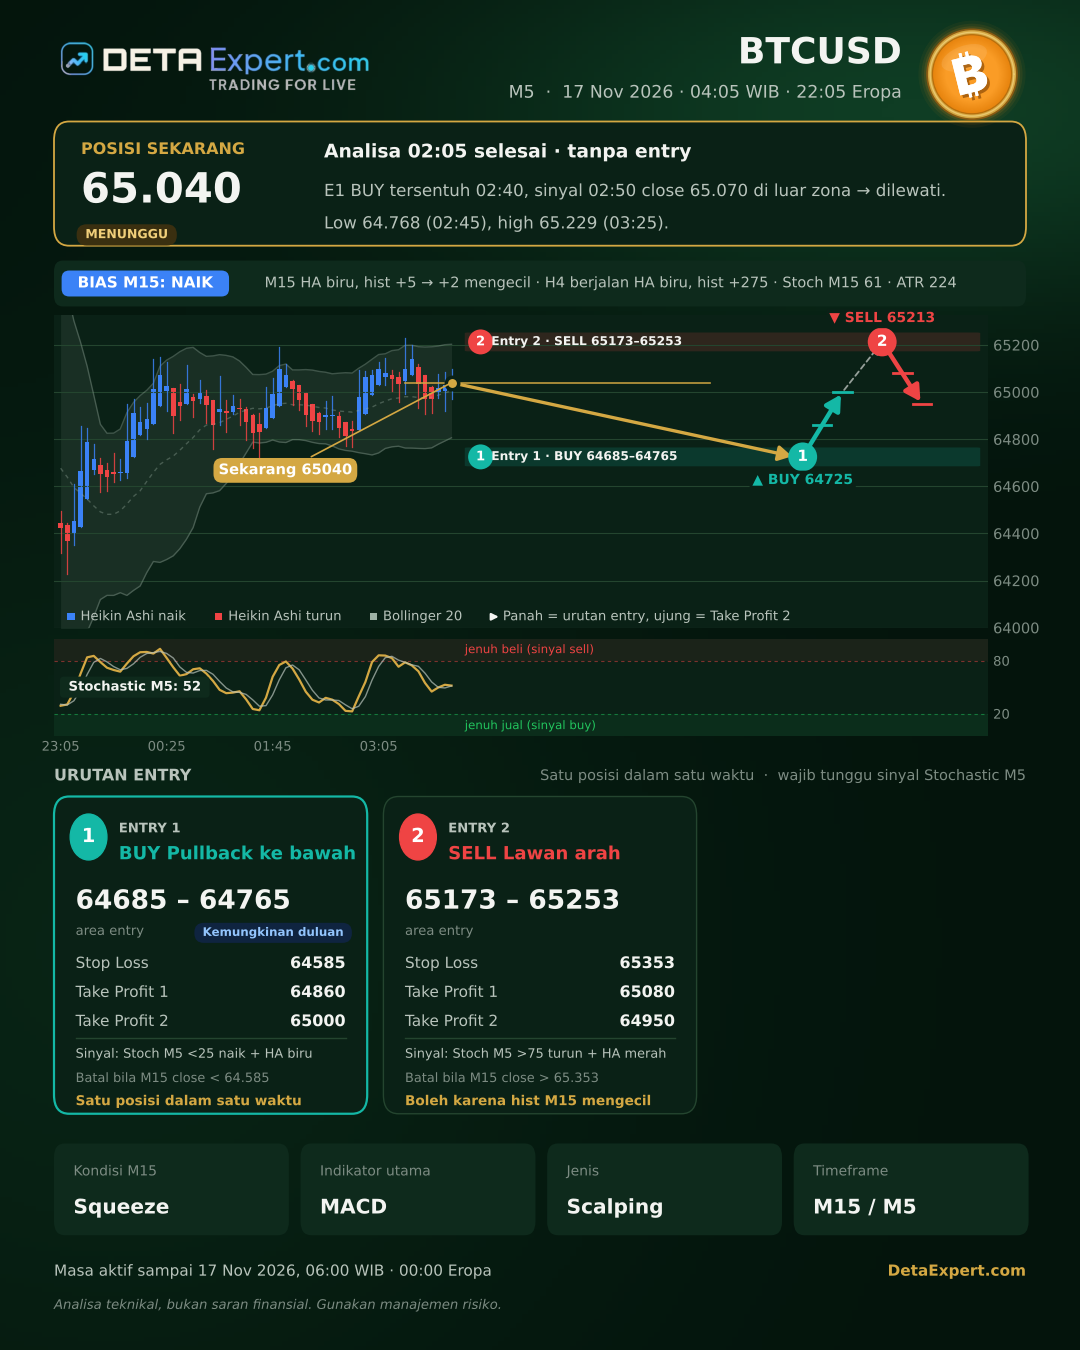 DETA Expert.com
TRADING FOR LIVE
BTCUSD
M5 · 17 Nov 2026 · 04:05 WIB · 22:05 Eropa
POSISI SEKARANG
65.040
MENUNGGU
Analisa 02:05 selesai · tanpa entry
E1 BUY tersentuh 02:40, sinyal 02:50 close 65.070 di luar zona → dilewati.
Low 64.768 (02:45), high 65.229 (03:25).
BIAS M15: NAIK
M15 HA biru, hist +5 → +2 mengecil · H4 berjalan HA biru, hist +275 · Stoch M15 61 · ATR 224
▼ SELL 65213
2 Entry 2 · SELL 65173–65253
2
65200
65000
64800
64600
64400
64200
64000
1 Entry 1 · BUY 64685–64765
1
▲ BUY 64725
Sekarang 65040
Heikin Ashi naik
Heikin Ashi turun
Bollinger 20
Panah = urutan entry, ujung = Take Profit 2
jenuh beli (sinyal sell)
80
Stochastic M5: 52
20
jenuh jual (sinyal buy)
23:05
00:25
01:45
03:05
URUTAN ENTRY
Satu posisi dalam satu waktu · wajib tunggu sinyal Stochastic M5
1
ENTRY 1
BUY Pullback ke bawah
64685 – 64765
area entry
Kemungkinan duluan
Stop Loss 64585
Take Profit 1 64860
Take Profit 2 65000
Sinyal: Stoch M5 <25 naik + HA biru
Batal bila M15 close < 64.585
Satu posisi dalam satu waktu
2
ENTRY 2
SELL Lawan arah
65173 – 65253
area entry
Stop Loss 65353
Take Profit 1 65080
Take Profit 2 64950
Sinyal: Stoch M5 >75 turun + HA merah
Batal bila M15 close > 65.353
Boleh karena hist M15 mengecil
Kondisi M15
Squeeze
Indikator utama
MACD
Jenis
Scalping
Timeframe
M15 / M5
Masa aktif sampai 17 Nov 2026, 06:00 WIB · 00:00 Eropa
DetaExpert.com
Analisa teknikal, bukan saran finansial. Gunakan manajemen risiko.